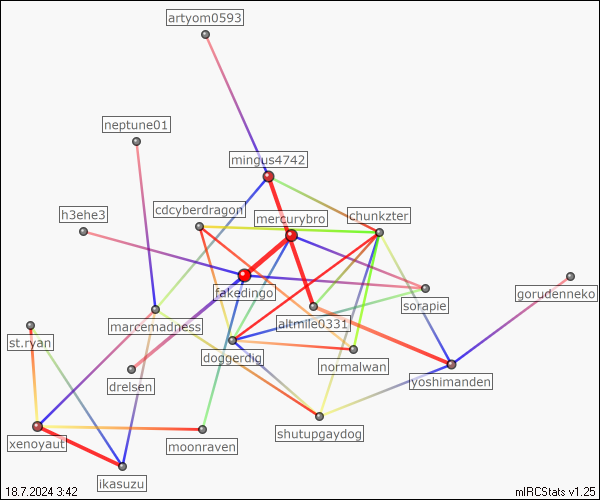 artyom0593
neptune01
mingus4742
h3ehe3
cdcyberdragon
mercurybro
chunkzter
fakedingo
sorapie
gorudenneko
marcemadness
altmile0331
st.ryan
doggerdig
normalwan
yoshimanden
drelsen
xenoyaut
moonraven
shutupgaydog
ikasuzu
18.7.2024 3:42
mIRCStats v1.25